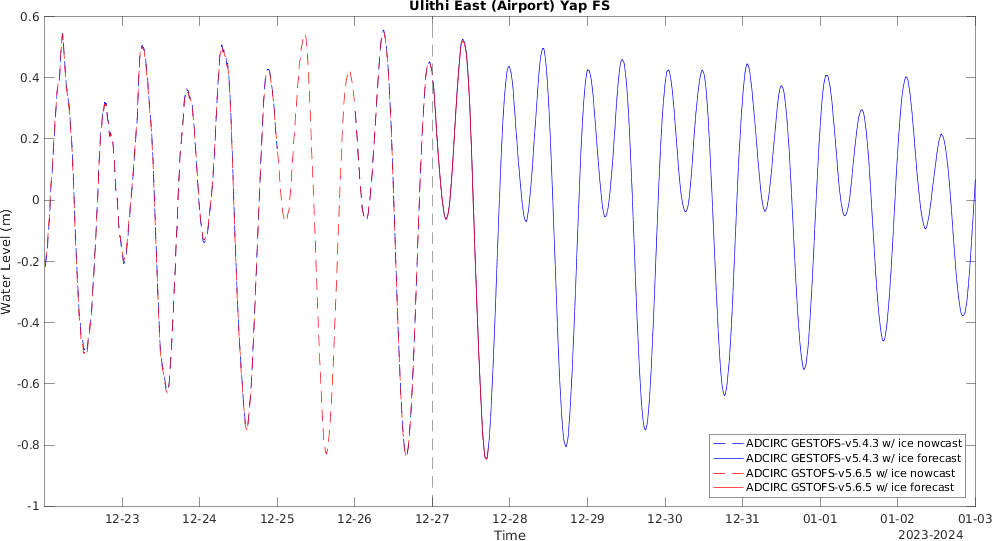 Ulithi East (Airport) Yap FS
Water Level (m)
0.6
0.4
0.2
0
-0.2
-0.4
-0.6
-0.8
-1
ADCIRC GESTOFS-v5.4.3 w/ ice nowcast
ADCIRC GESTOFS-v5.4.3 w/ ice forecast
ADCIRC GSTOFS-v5.6.5 w/ ice nowcast
ADCIRC GSTOFS-v5.6.5 w/ ice forecast
12-23 12-24 12-25 12-26 12-27 12-28 12-29 12-30 12-31 01-01 01-02 01-03
Time
2023-2024